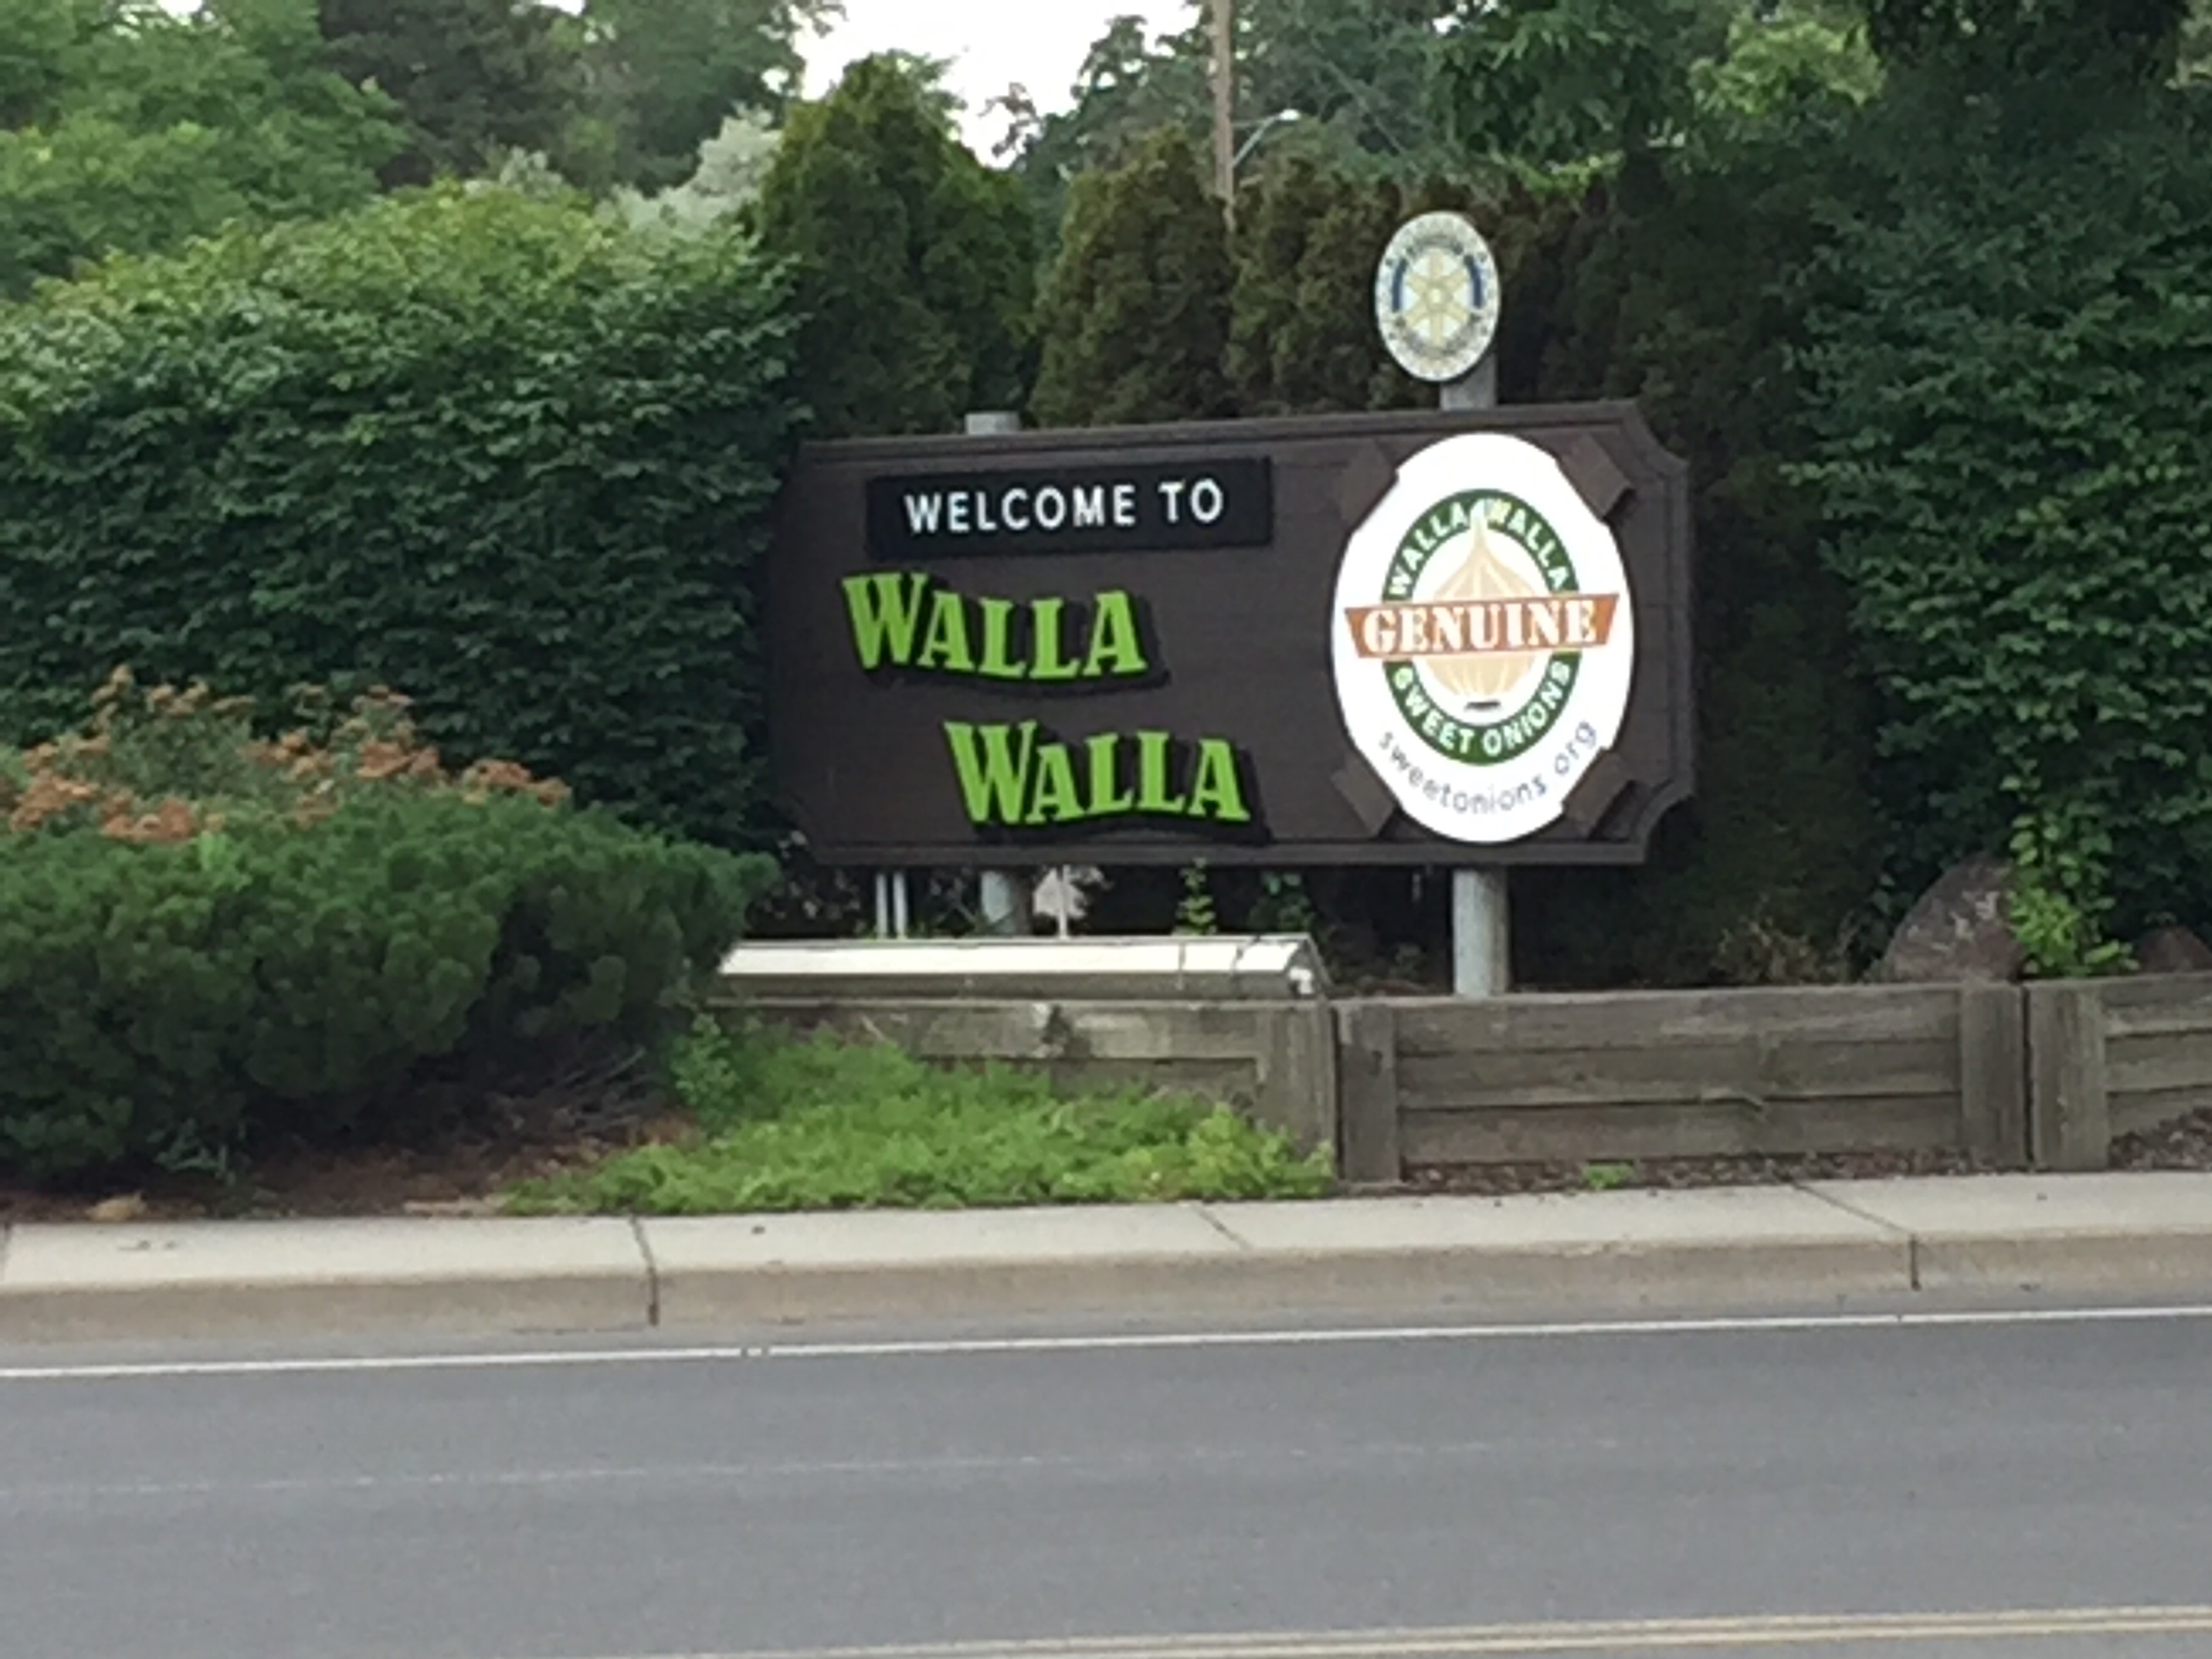 WELCOME TO
WALLA
WALLA
WALLA WALLA
GENUINE
SWEET ONIONS
sweetonions.org